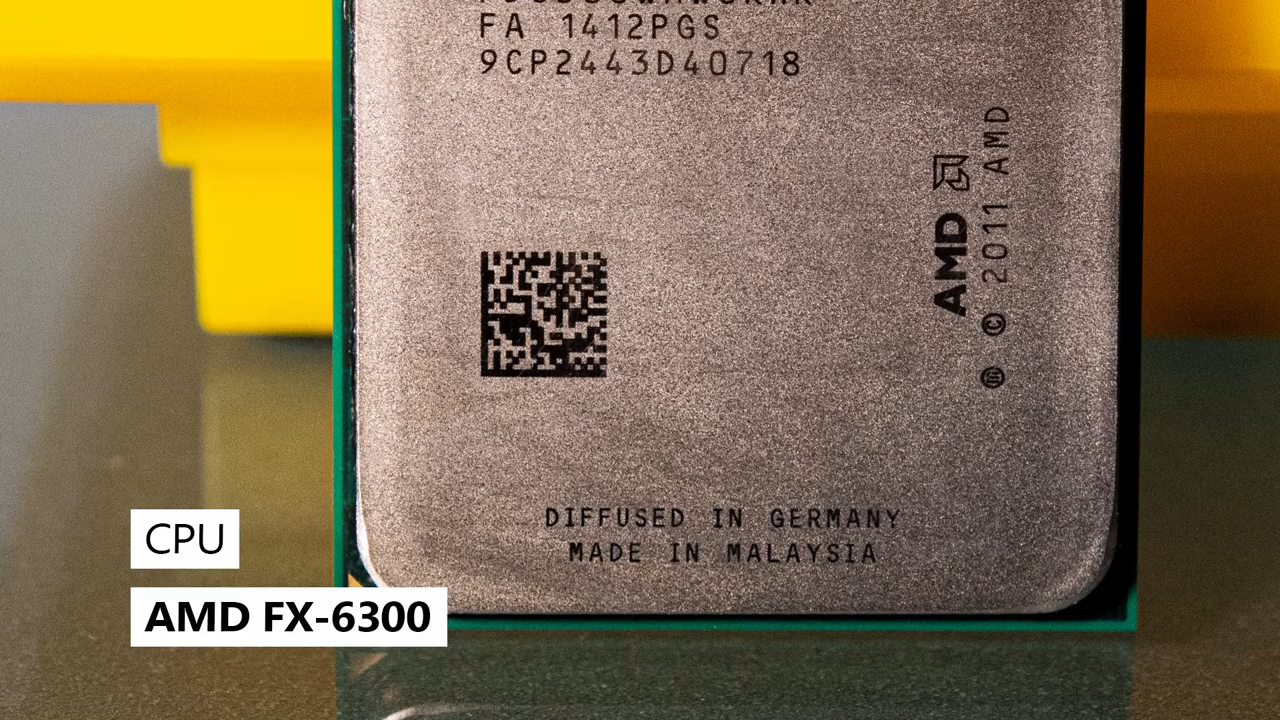 FA 1412PGS
9CP2443D40718
AMD
® © 2011 AMD
DIFFUSED IN GERMANY
MADE IN MALAYSIA
CPU
AMD FX-6300